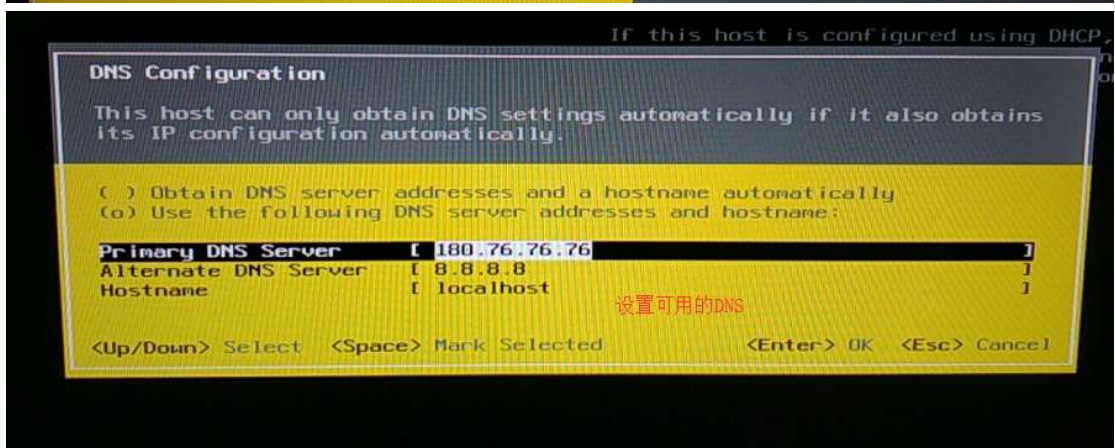 If this host is configured using DHCP,
DNS Configuration
This host can only obtain DNS settings automatically if it also obtains
its IP configuration automatically.
( ) Obtain DNS server addresses and a hostname automatically
(o) Use the following DNS server addresses and hostname:
Primary DNS Server [ 180.76.76.76 ]
Alternate DNS Server [ 8.8.8.8 ]
Hostname [ localhost ]
设置可用的DNS
<Up/Down> Select <Space> Mark Selected <Enter> OK <Esc> Cancel